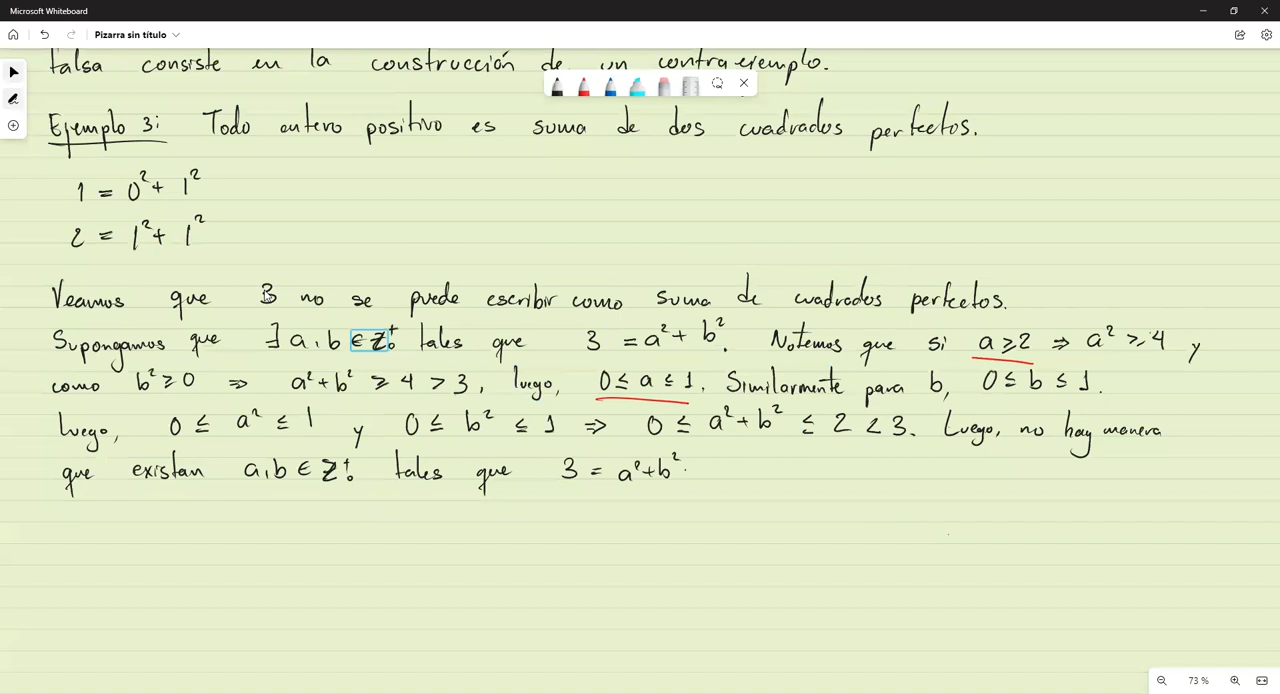 Microsoft Whiteboard
Pizarra sin título
falsa consiste en la construcción de un contraejemplo.
Ejemplo 3: Todo entero positivo es suma de dos cuadrados perfectos.
1 = 0² + 1²
2 = 1² + 1²
Veamos que 3 no se puede escribir como suma de cuadrados perfectos.
Supongamos que ∃ a, b ∈ ℤ₀⁺ tales que 3 = a² + b². Notemos que si a ≥ 2 ⇒ a² ≥ 4 y
como b² ≥ 0 ⇒ a² + b² ≥ 4 > 3, luego, 0 ≤ a ≤ 1. Similarmente para b, 0 ≤ b ≤ 1.
Luego, 0 ≤ a² ≤ 1 y 0 ≤ b² ≤ 1 ⇒ 0 ≤ a² + b² ≤ 2 < 3. Luego, no hay manera
que existan a, b ∈ ℤ₀⁺ tales que 3 = a² + b².
73 %